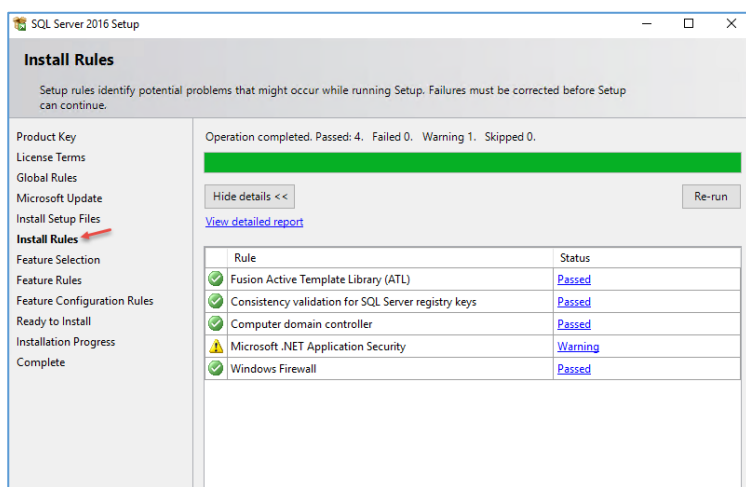 SQL Server 2016 Setup
Install Rules
Setup rules identify potential problems that might occur while running Setup. Failures must be corrected before Setup
can continue.
Product Key
License Terms
Global Rules
Microsoft Update
Install Setup Files
Install Rules
Feature Selection
Feature Rules
Feature Configuration Rules
Ready to Install
Installation Progress
Complete
Operation completed. Passed: 4. Failed 0. Warning 1. Skipped 0.
Hide details <<
Re-run
View detailed report
Rule Status
Fusion Active Template Library (ATL) Passed
Consistency validation for SQL Server registry keys Passed
Computer domain controller Passed
Microsoft .NET Application Security Warning
Windows Firewall Passed